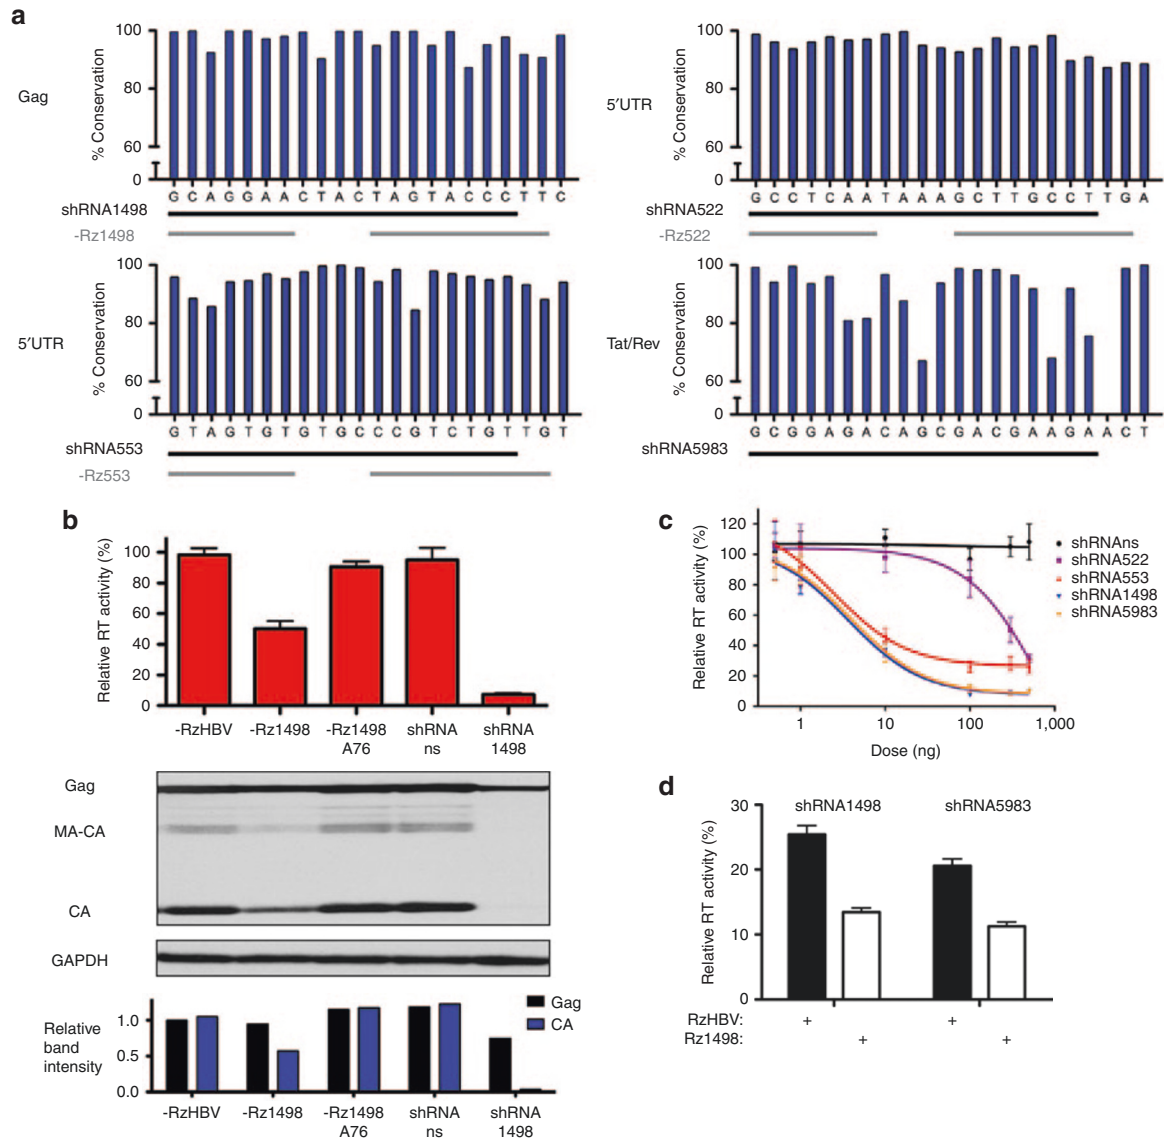 a
Gag
% Conservation
100
80
60
0
G C A G G A A C T A C T A G T A C C C T T C
shRNA1498
-Rz1498
5′UTR
% Conservation
100
80
60
0
G C C T C A A T A A A G C T T G C C T T G A
shRNA522
-Rz522
5′UTR
% Conservation
100
80
60
0
G T A G T G T G T G C C C G T C T G T T G T
shRNA553
-Rz553
Tat/Rev
% Conservation
100
80
60
0
G C G G A G A C A G C G A C G A A G A A C T
shRNA5983
b
Relative RT activity (%)
100
80
60
40
20
0
-RzHBV
-Rz1498
-Rz1498 A76
shRNA ns
shRNA 1498
Gag
MA-CA
CA
GAPDH
Relative band intensity
1.0
0.5
0.0
Gag
CA
-RzHBV
-Rz1498
-Rz1498 A76
shRNA ns
shRNA 1498
c
Relative RT activity (%)
120
100
80
60
40
20
0
1
10
100
1,000
Dose (ng)
shRNAns
shRNA522
shRNA553
shRNA1498
shRNA5983
d
Relative RT activity (%)
30
20
10
0
shRNA1498
shRNA5983
RzHBV: + +
Rz1498: + +